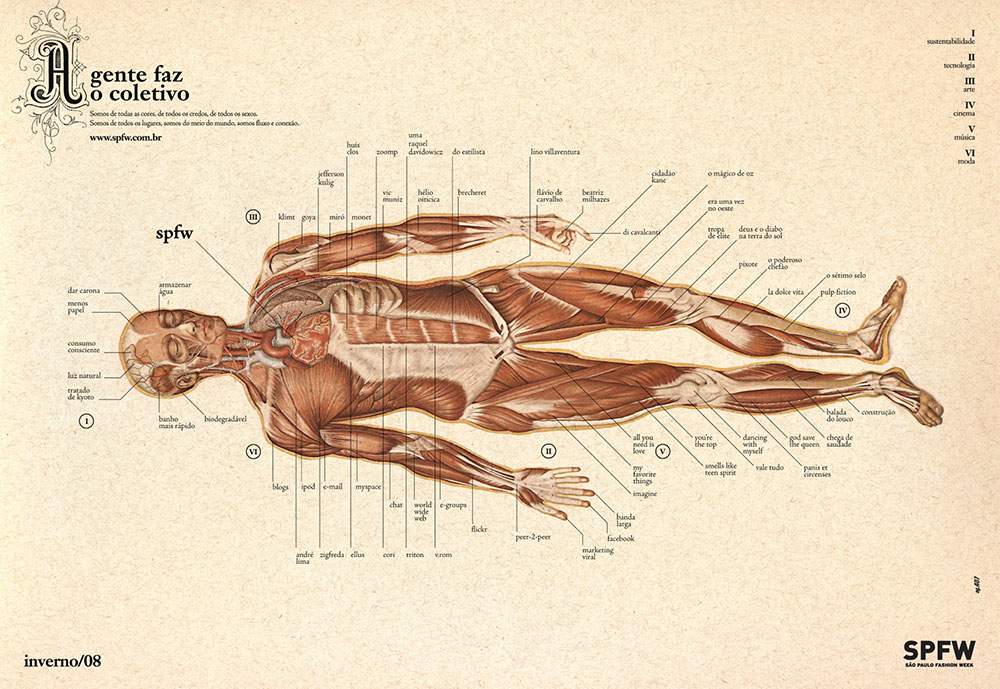 A gente faz
o coletivo
Somos de todas as cores, de todos os credos, de todos os sexos.
Somos de todos os lugares, somos do meio do mundo, somos fluxo e conexão.
www.spfw.com.br
I
sustentabilidade
II
tecnologia
III
arte
IV
cinema
V
música
VI
moda
huis
clos
zoomp
uma
raquel
davidowicz
do estilista
lino villaventura
jefferson
kulig
vic
muniz
hélio
oiticica
brecheret
flávio de
carvalho
beatriz
milhazes
cidadão
kane
o mágico de oz
era uma vez
no oeste
III
klimt
goya
miró
monet
di cavalcanti
tropa
de elite
deus e o diabo
na terra do sol
spfw
pixote
o poderoso
chefão
o sétimo selo
la dolce vita
pulp fiction
IV
dar carona
armazenar
água
menos
papel
consumo
consciente
luz natural
tratado
de kyoto
I
banho
mais rápido
biodegradável
VI
II
V
all you
need is
love
you're
the top
dancing
with
myself
god save
the queen
chega de
saudade
balada
do louco
construção
my
favorite
things
smells like
teen spirit
vale tudo
panis et
circenses
imagine
blogs
ipod
e-mail
myspace
chat
world
wide
web
e-groups
flickr
peer-2-peer
banda
larga
facebook
marketing
viral
andré
lima
zigfreda
ellus
cori
triton
v.rom
inverno/08
SPFW
SÃO PAULO FASHION WEEK